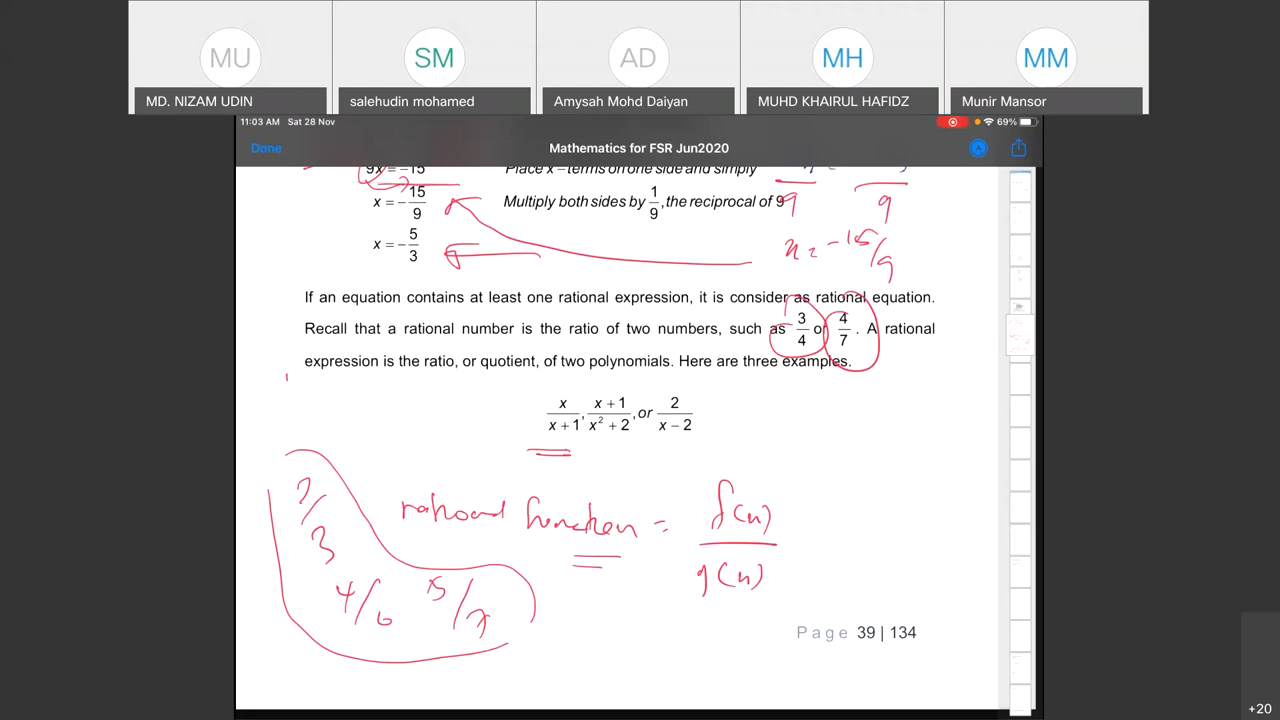 MU SM AD MH MM
MD. NIZAM UDIN salehudin mohamed Amysah Mohd Daiyan MUHD KHAIRUL HAFIDZ Munir Mansor
11:03 AM Sat 28 Nov 69%
Done Mathematics for FSR Jun2020
9x = -15 Place x - terms on one side and simply
x = -15/9 Multiply both sides by 1/9, the reciprocal of 9
9 9
x = -5/3
x = -15/9
If an equation contains at least one rational expression, it is consider as rational equation.
Recall that a rational number is the ratio of two numbers, such as 3/4 or 4/7. A rational
expression is the ratio, or quotient, of two polynomials. Here are three examples.
x/(x+1), (x+1)/(x²+2), or 2/(x-2)
rational function = f(x)/g(x)
2/3
4/6 5/7
Page 39 | 134
+20